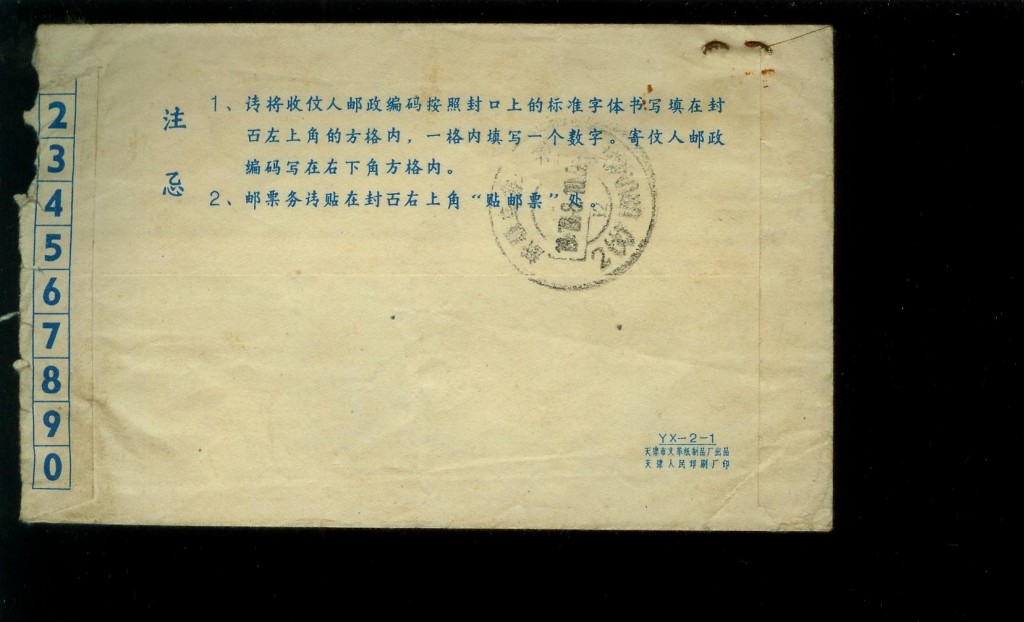 注
忌
1、请将收伩人邮政编码按照封口上的标准字体书写填在封
百左上角的方格内，一格内填写一个数字。寄伩人邮政
编码写在右下角方格内。
2、邮票务请贴在封百右上角“贴邮票”处。
2
3
4
5
6
7
8
9
0
YX—2—1
天津市文革纸制品厂出品
天津人民印刷厂印